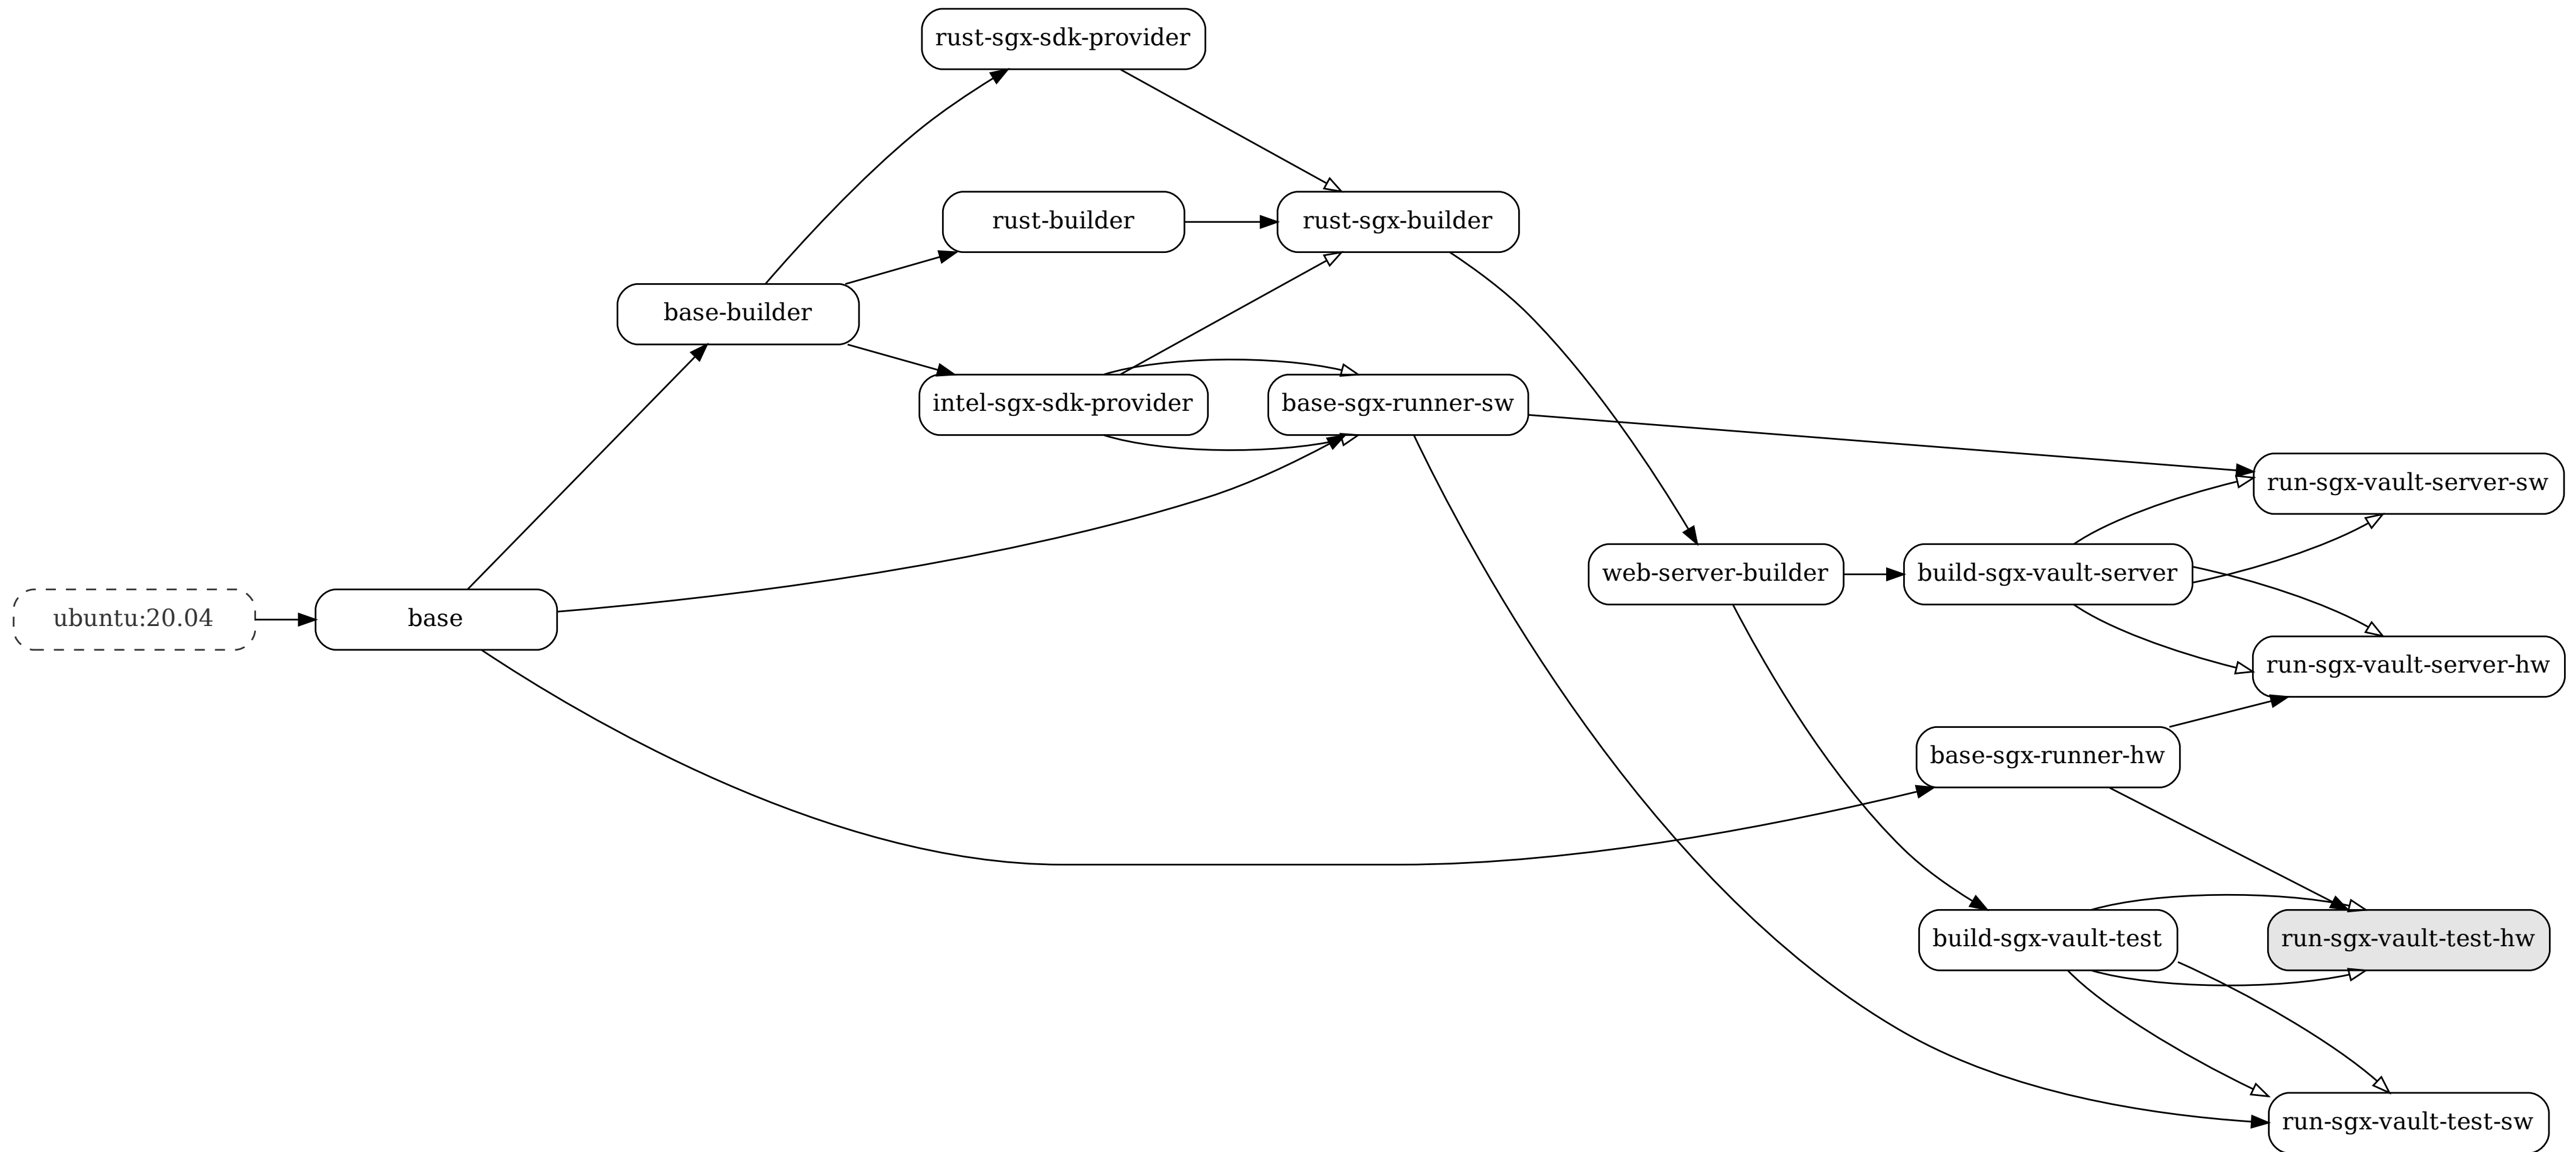 rust-sgx-sdk-provider
rust-builder
rust-sgx-builder
base-builder
intel-sgx-sdk-provider
base-sgx-runner-sw
run-sgx-vault-server-sw
web-server-builder
build-sgx-vault-server
ubuntu:20.04
base
run-sgx-vault-server-hw
base-sgx-runner-hw
build-sgx-vault-test
run-sgx-vault-test-hw
run-sgx-vault-test-sw